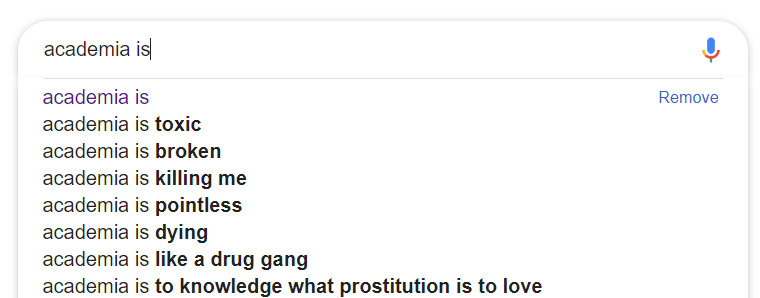 academia is
academia is Remove
academia is toxic
academia is broken
academia is killing me
academia is pointless
academia is dying
academia is like a drug gang
academia is to knowledge what prostitution is to love